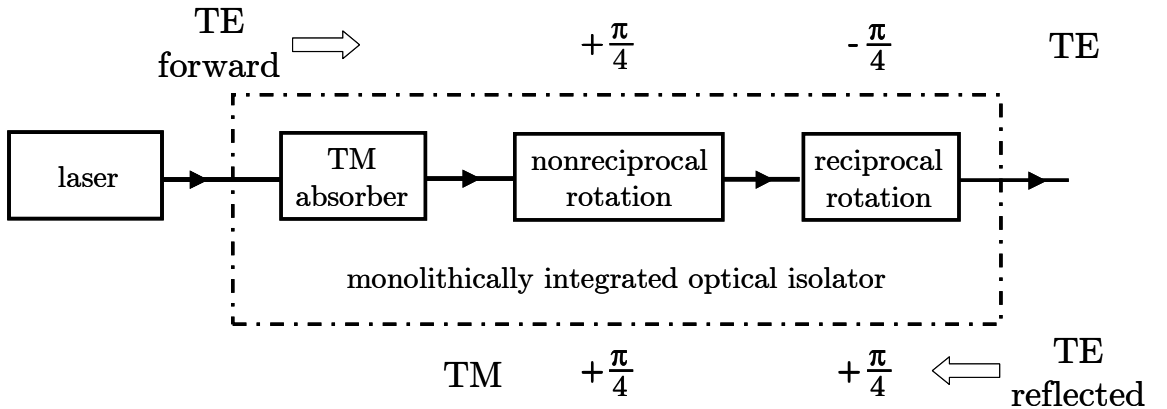 TE
forward
+π/4
-π/4
TE
laser
TM
absorber
nonreciprocal
rotation
reciprocal
rotation
monolithically integrated optical isolator
TM
+π/4
+π/4
TE
reflected